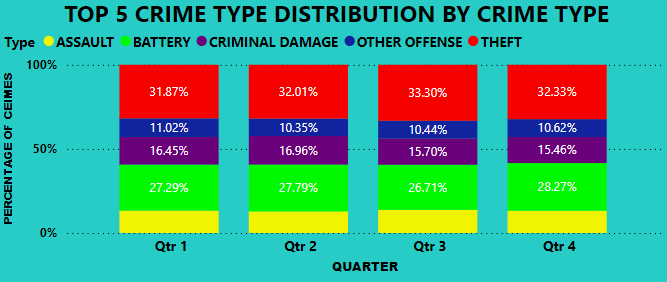 TOP 5 CRIME TYPE DISTRIBUTION BY CRIME TYPE
Type ASSAULT BATTERY CRIMINAL DAMAGE OTHER OFFENSE THEFT
PERCENTAGE OF CEIMES
100%
31.87% 32.01% 33.30% 32.33%
11.02% 10.35% 10.44% 10.62%
50%
16.45% 16.96% 15.70% 15.46%
27.29% 27.79% 26.71% 28.27%
0%
Qtr 1 Qtr 2 Qtr 3 Qtr 4
QUARTER